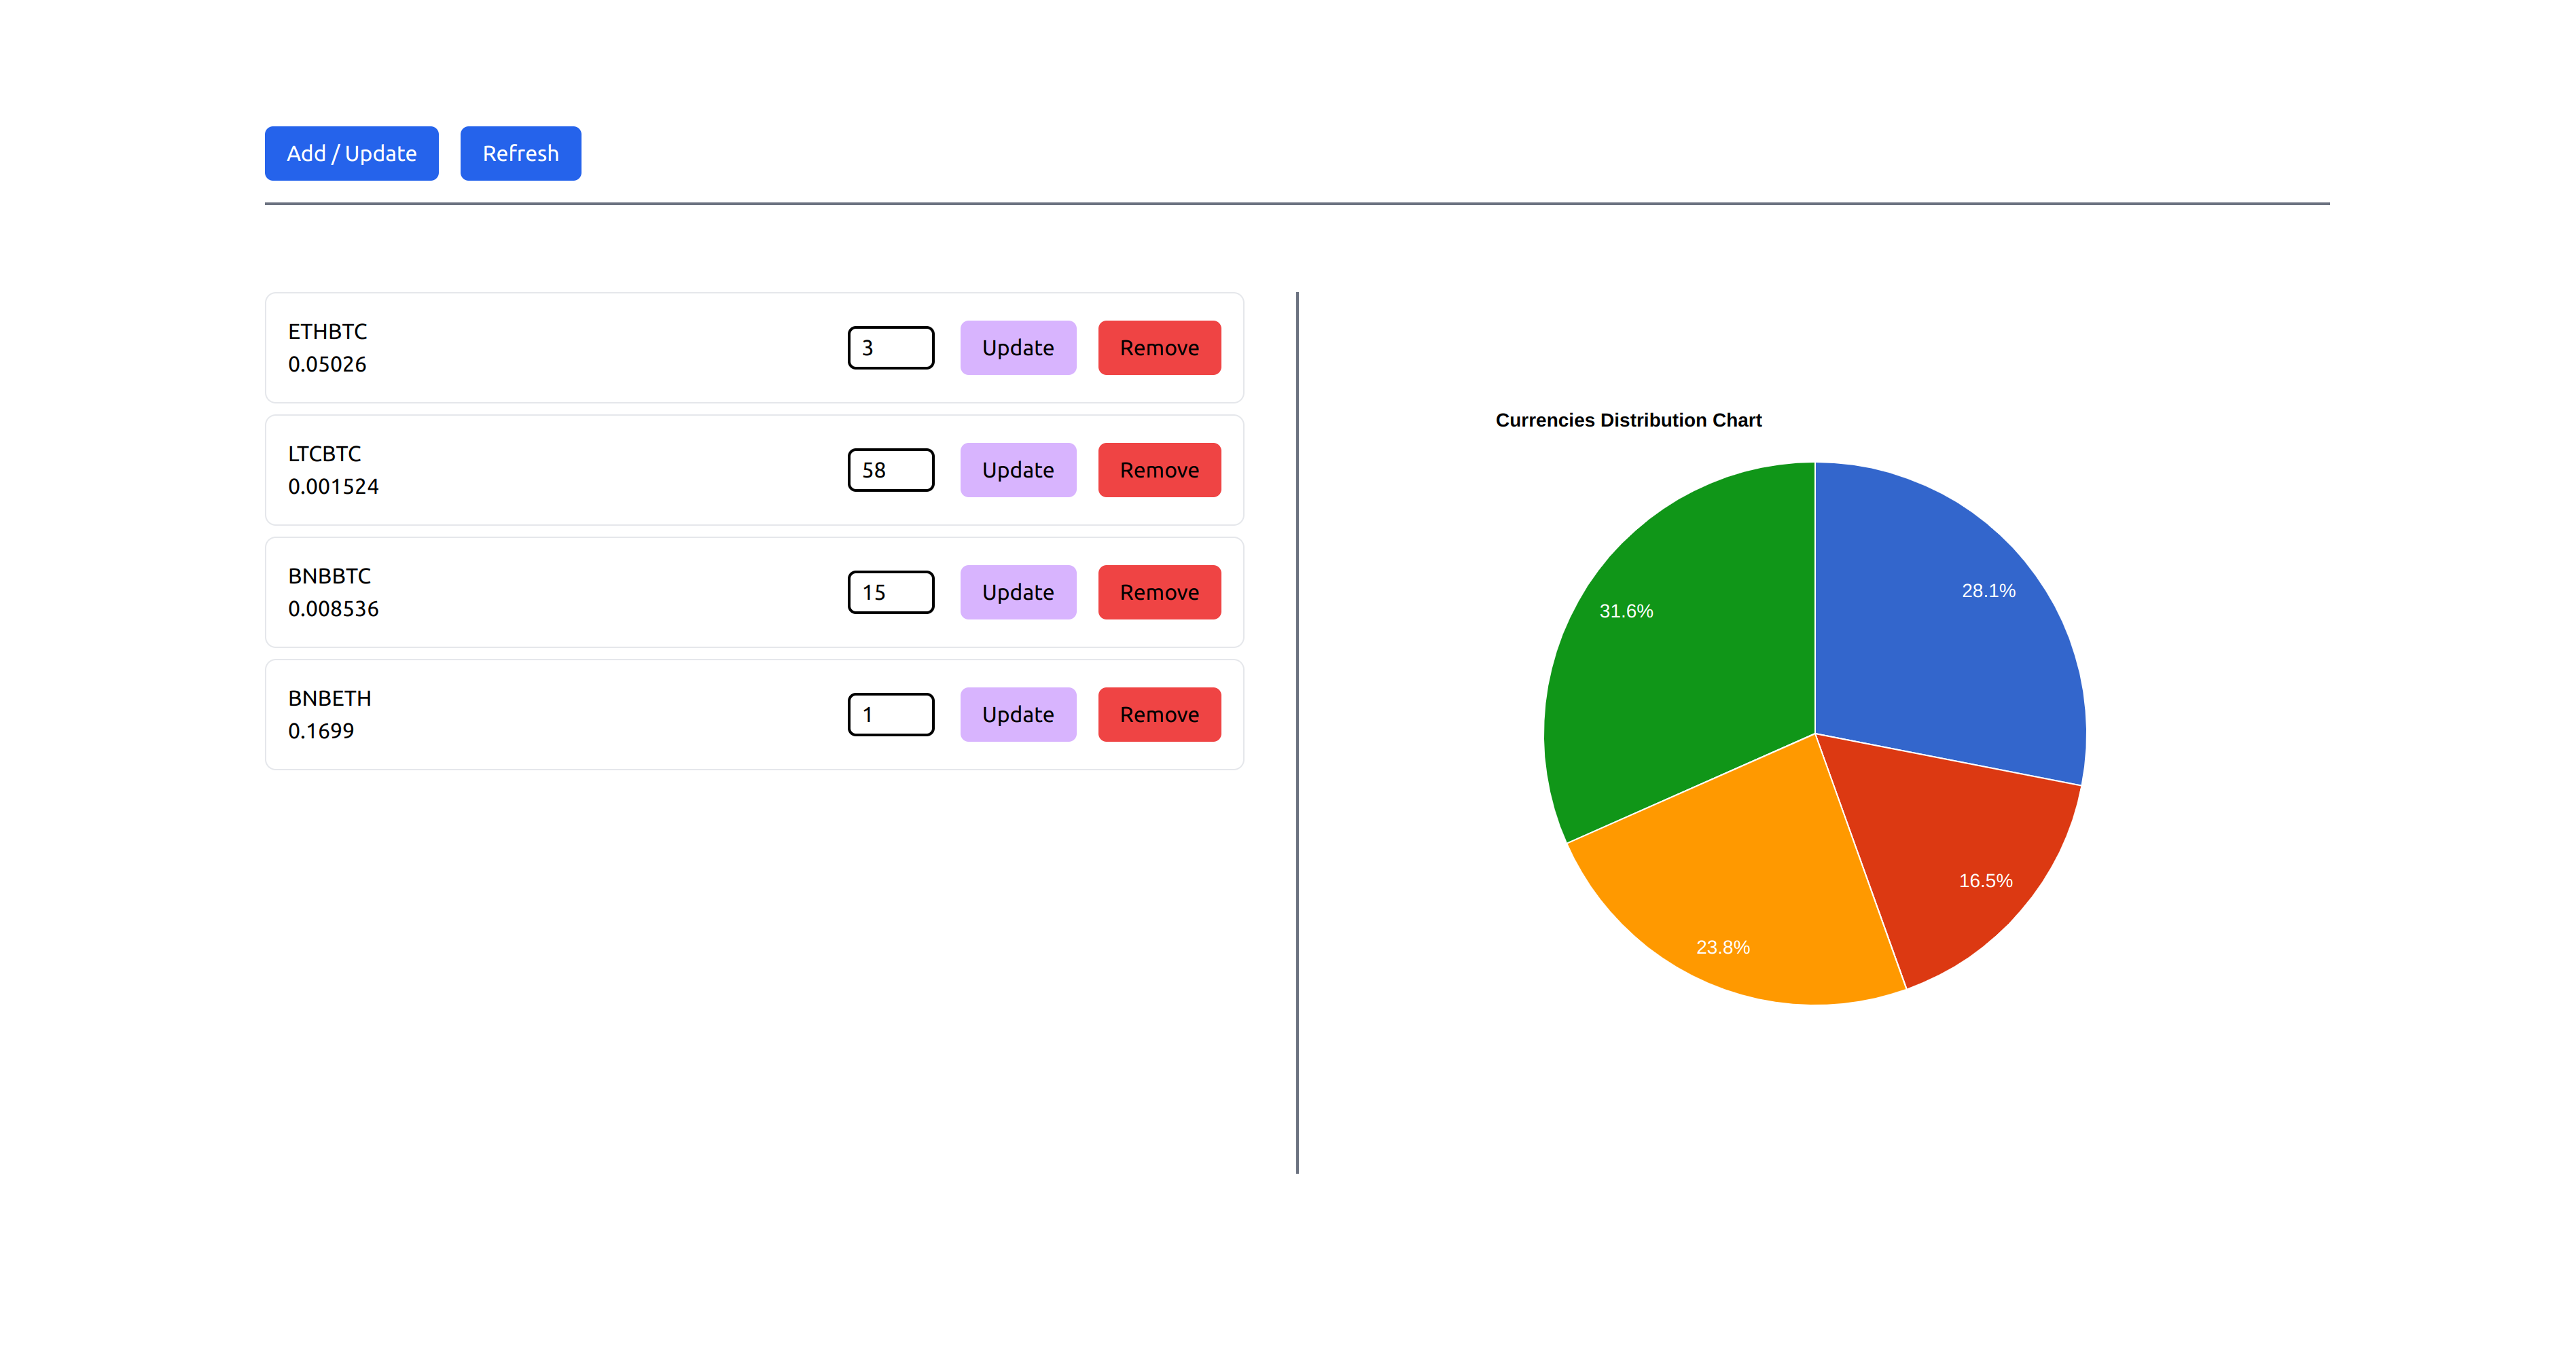 Add / Update Refresh
ETHBTC
0.05026
3 Update Remove
LTCBTC
0.001524
58 Update Remove
BNBBTC
0.008536
15 Update Remove
BNBETH
0.1699
1 Update Remove
Currencies Distribution Chart
28.1%
31.6%
16.5%
23.8%